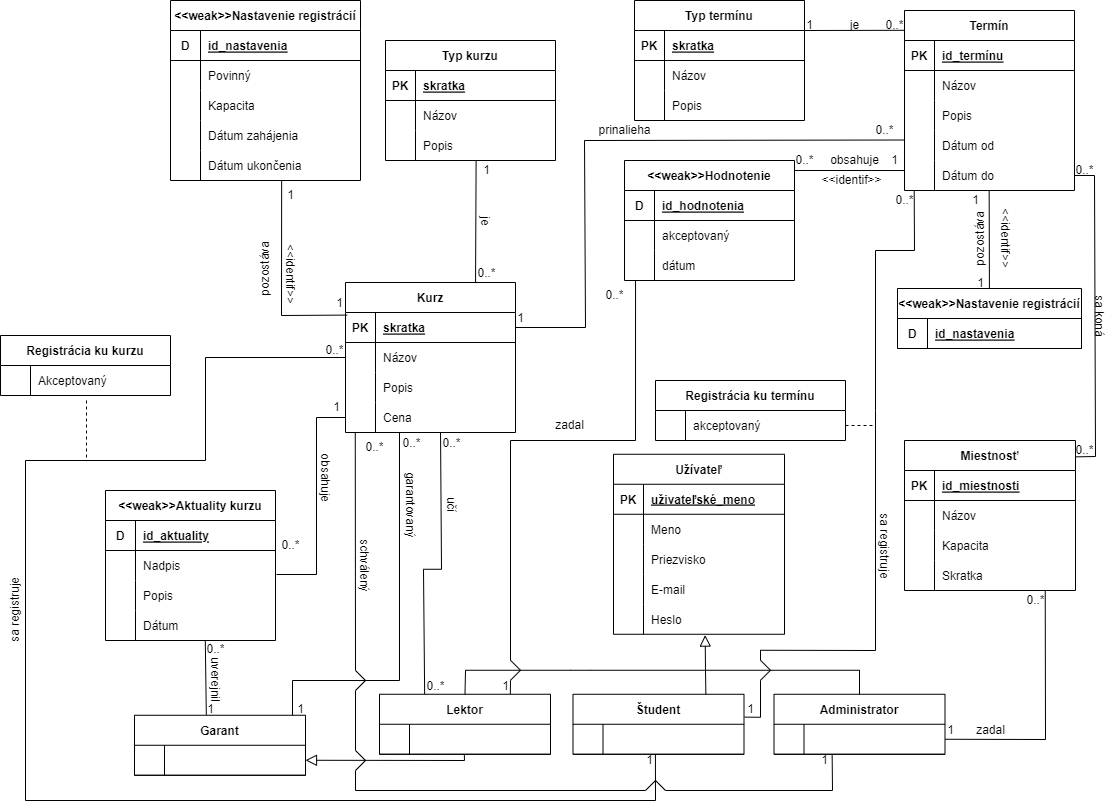 <<weak>>Nastavenie registrácií
D id_nastavenia
Povinný
Kapacita
Dátum zahájenia
Dátum ukončenia
1
pozostáva
<<identif>>
1
Typ kurzu
PK skratka
Názov
Popis
1
je
0..*
Typ termínu
PK skratka
Názov
Popis
1 je 0..*
Termín
PK id_termínu
Názov
Popis
Dátum od
Dátum do
prinalieha 0..*
1
<<weak>>Hodnotenie
D id_hodnotenia
akceptovaný
dátum
0..* obsahuje 1
<<identif>>
0..*
0..*
1
pozostáva
<<identif>>
1
<<weak>>Nastavenie registrácií
D id_nastavenia
0..*
sa koná
0..*
Kurz
PK skratka
Názov
Popis
Cena
0..*
1
0..*
0..*
0..*
Registrácia ku kurzu
Akceptovaný
obsahuje
0..*
garantovaný
učí
schválený
zadal
Registrácia ku termínu
akceptovaný
Užívateľ
PK uživateľské_meno
Meno
Priezvisko
E-mail
Heslo
sa registruje
Miestnosť
PK id_miestnosti
Názov
Kapacita
Skratka
0..*
<<weak>>Aktuality kurzu
D id_aktuality
Nadpis
Popis
Dátum
sa registruje
0..*
uverejnil
1
1
0..*
1
1
1 zadal
Garant
Lektor
Študent
Administrator
1
1